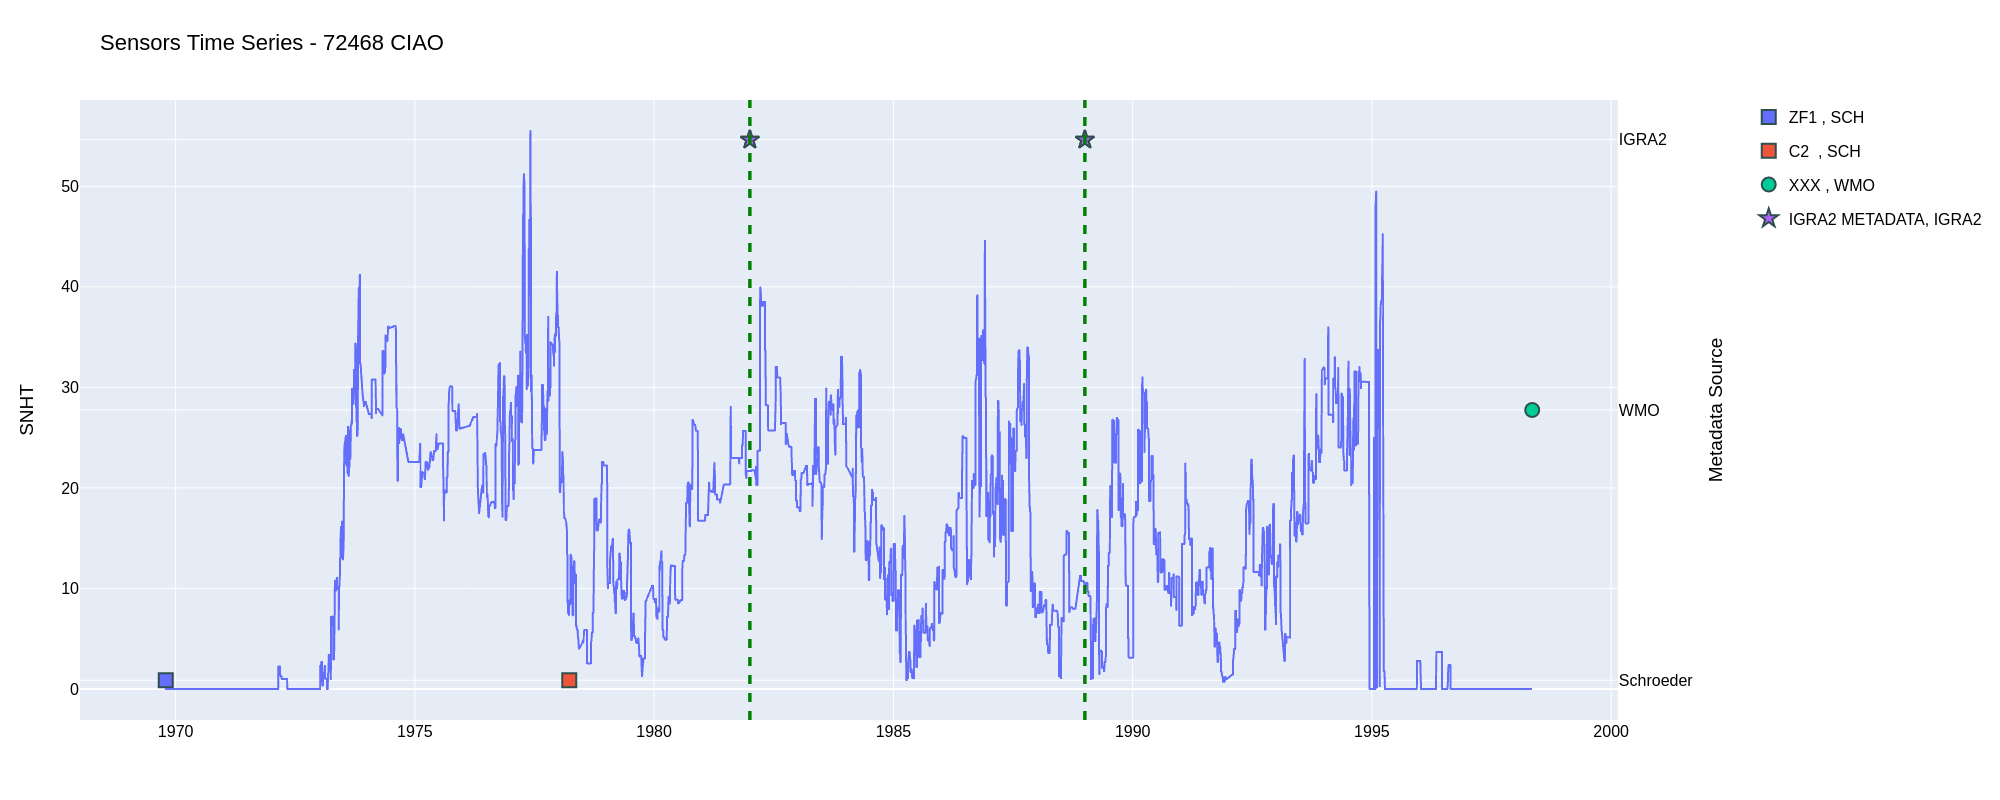 Sensors Time Series - 72468 CIAO
SNHT
50
40
30
20
10
0
1970 1975 1980 1985 1990 1995 2000
IGRA2
WMO
Schroeder
Metadata Source
ZF1 , SCH
C2  , SCH
XXX , WMO
IGRA2 METADATA, IGRA2